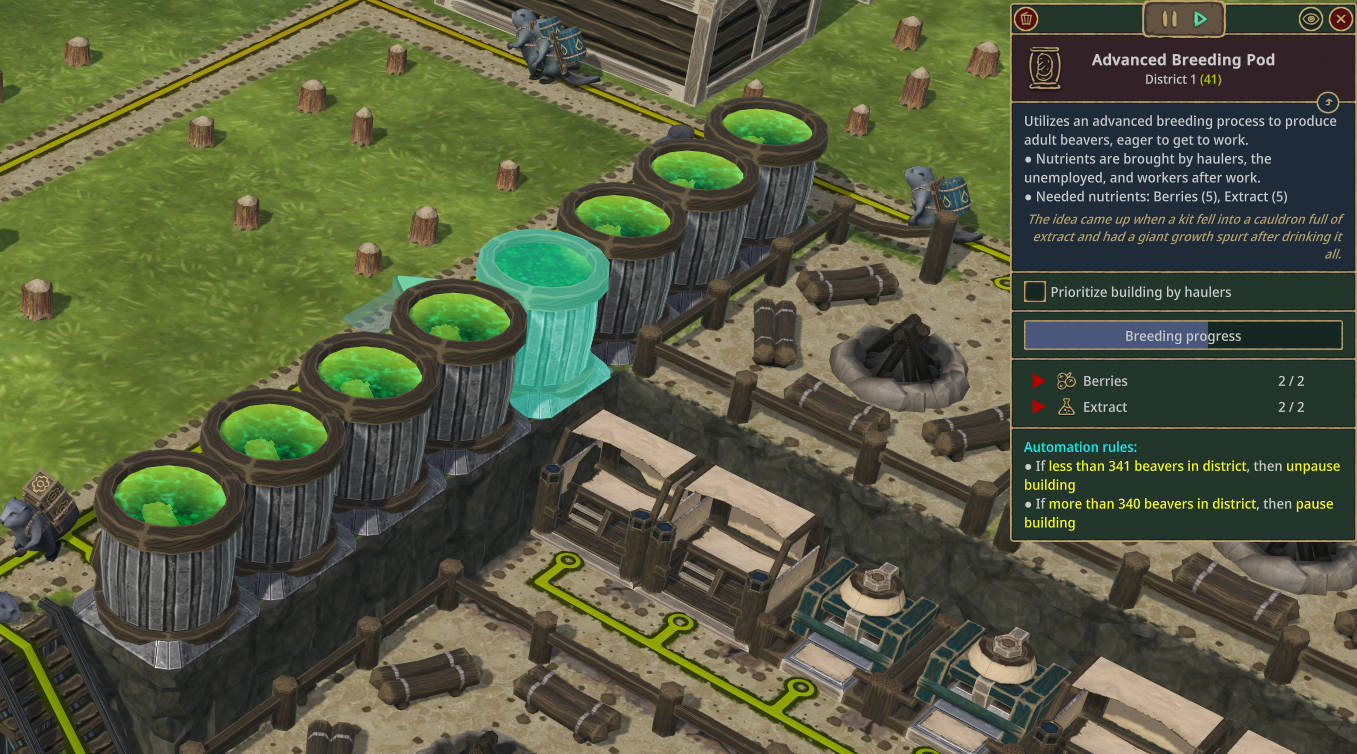 Advanced Breeding Pod
District 1 (41)
Utilizes an advanced breeding process to produce
adult beavers, eager to get to work.
● Nutrients are brought by haulers, the
unemployed, and workers after work.
● Needed nutrients: Berries (5), Extract (5)
The idea came up when a kit fell into a cauldron full of
extract and had a giant growth spurt after drinking it
all.
Prioritize building by haulers
Breeding progress
Berries 2 / 2
Extract 2 / 2
Automation rules:
● If less than 341 beavers in district, then unpause
building
● If more than 340 beavers in district, then pause
building